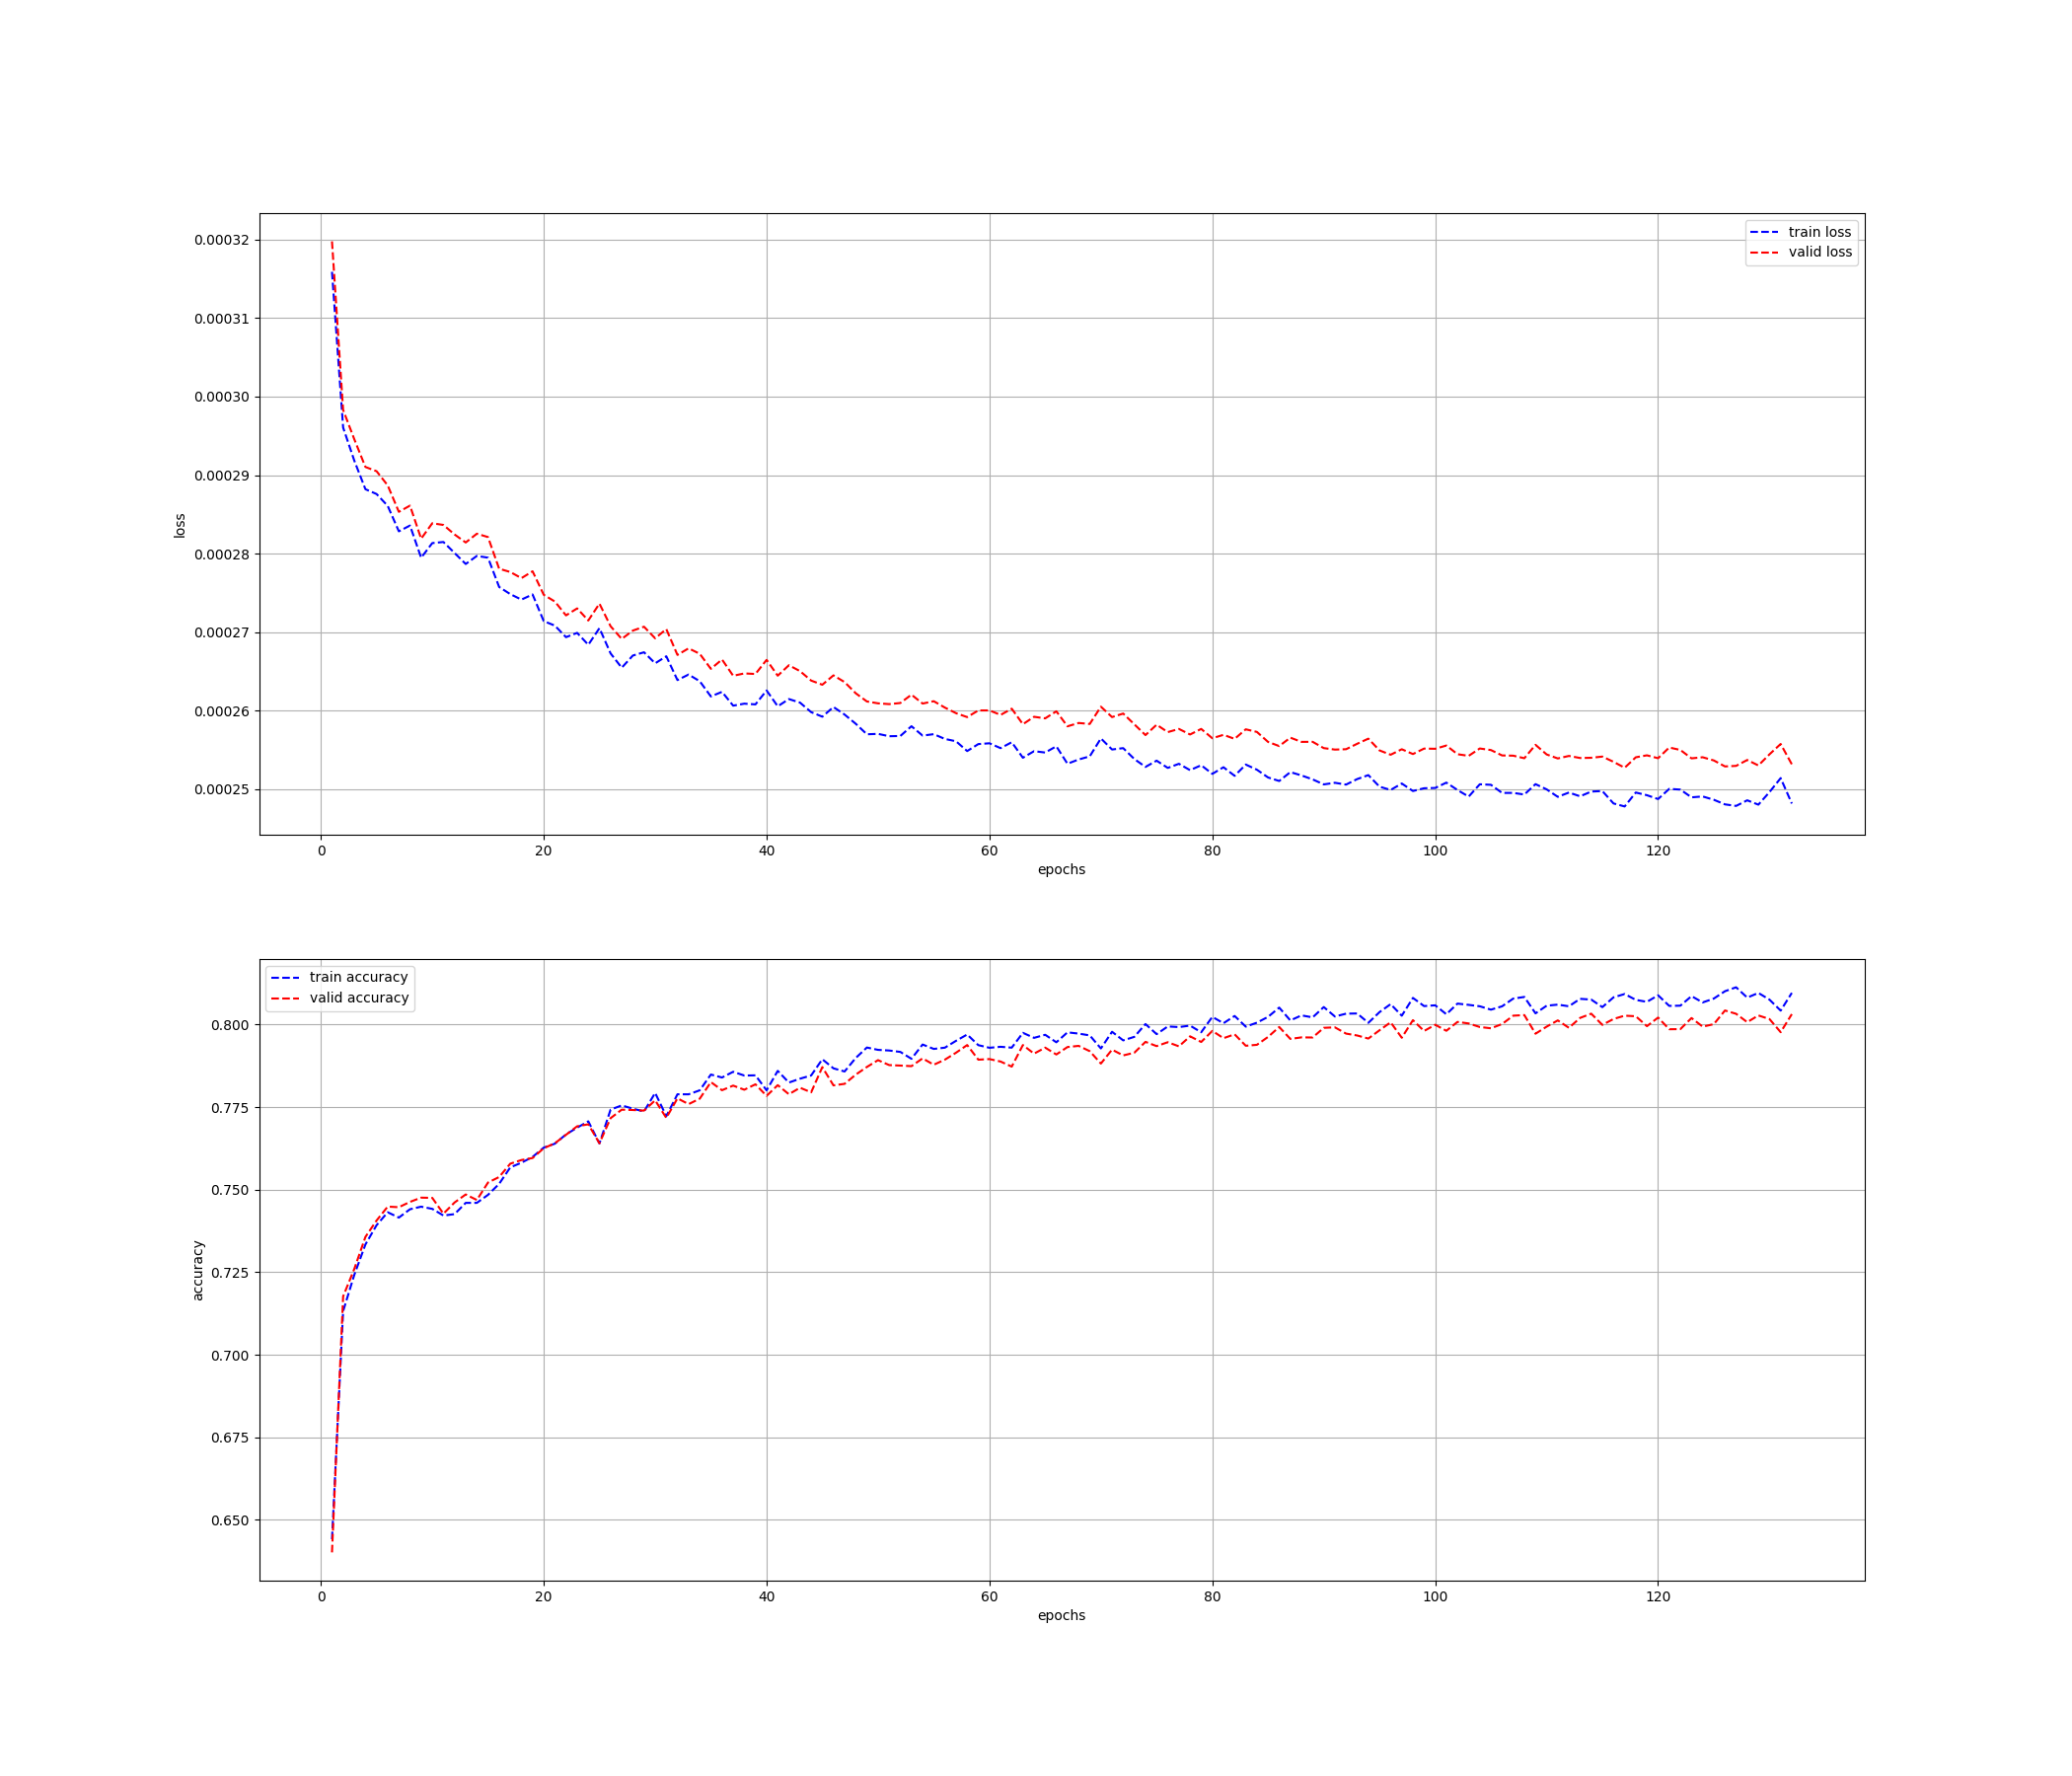 0.00032
0.00031
0.00030
0.00029
0.00028
0.00027
0.00026
0.00025
loss
train loss
valid loss
0 20 40 60 80 100 120
epochs
train accuracy
valid accuracy
0.800
0.775
0.750
0.725
0.700
0.675
0.650
accuracy
0 20 40 60 80 100 120
epochs